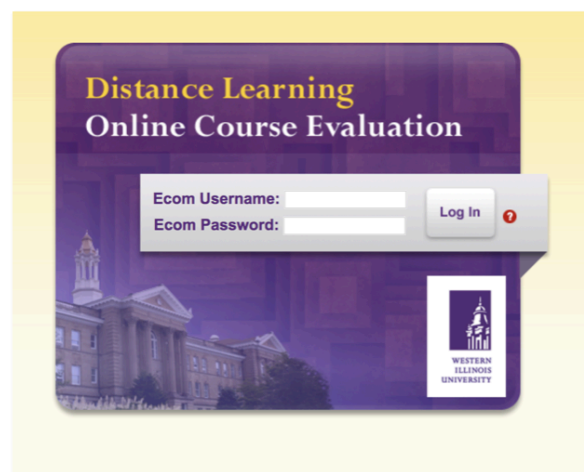 Distance Learning
Online Course Evaluation
Ecom Username:
Ecom Password:
Log In
?
WESTERN
ILLINOIS
UNIVERSITY